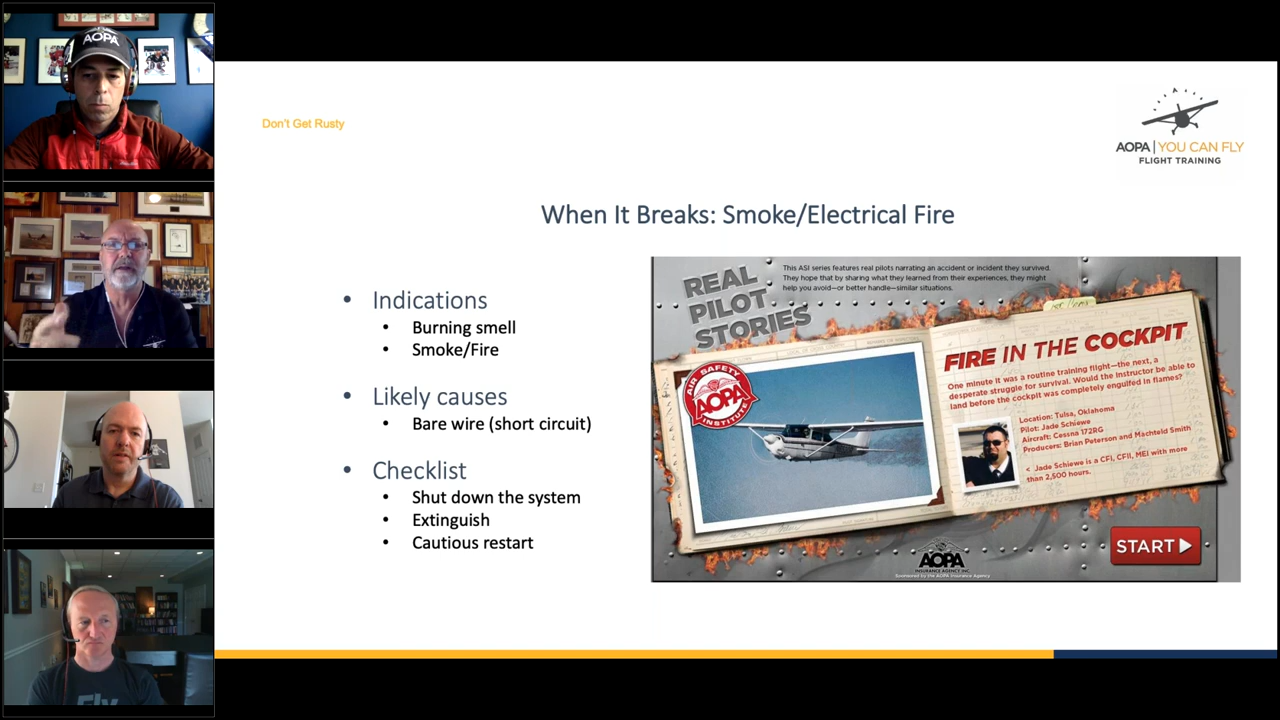 AOPA
Fly
Don't Get Rusty
AOPA | YOU CAN FLY
FLIGHT TRAINING
When It Breaks: Smoke/Electrical Fire
• Indications
• Burning smell
• Smoke/Fire
• Likely causes
• Bare wire (short circuit)
• Checklist
• Shut down the system
• Extinguish
• Cautious restart
REAL
PILOT
STORIES
This ASI series features real pilots narrating an accident or incident they survived.
They hope that by sharing what they learned from their experiences, they might
help you avoid—or better handle—similar situations.
AIR SAFETY
AOPA
INSTITUTE
FIRE IN THE COCKPIT
One minute it was a routine training flight—the next, a
desperate struggle for survival. Would the instructor be able to
land before the cockpit was completely engulfed in flames?
Location: Tulsa, Oklahoma
Pilot: Jade Schiewe
Aircraft: Cessna 172RG
Producers: Brian Peterson and Machteld Smith
< Jade Schiewe is a CFI, CFII, MEI with more
than 2,500 hours.
START
AOPA
INSURANCE AGENCY INC.
Sponsored by the AOPA Insurance Agency